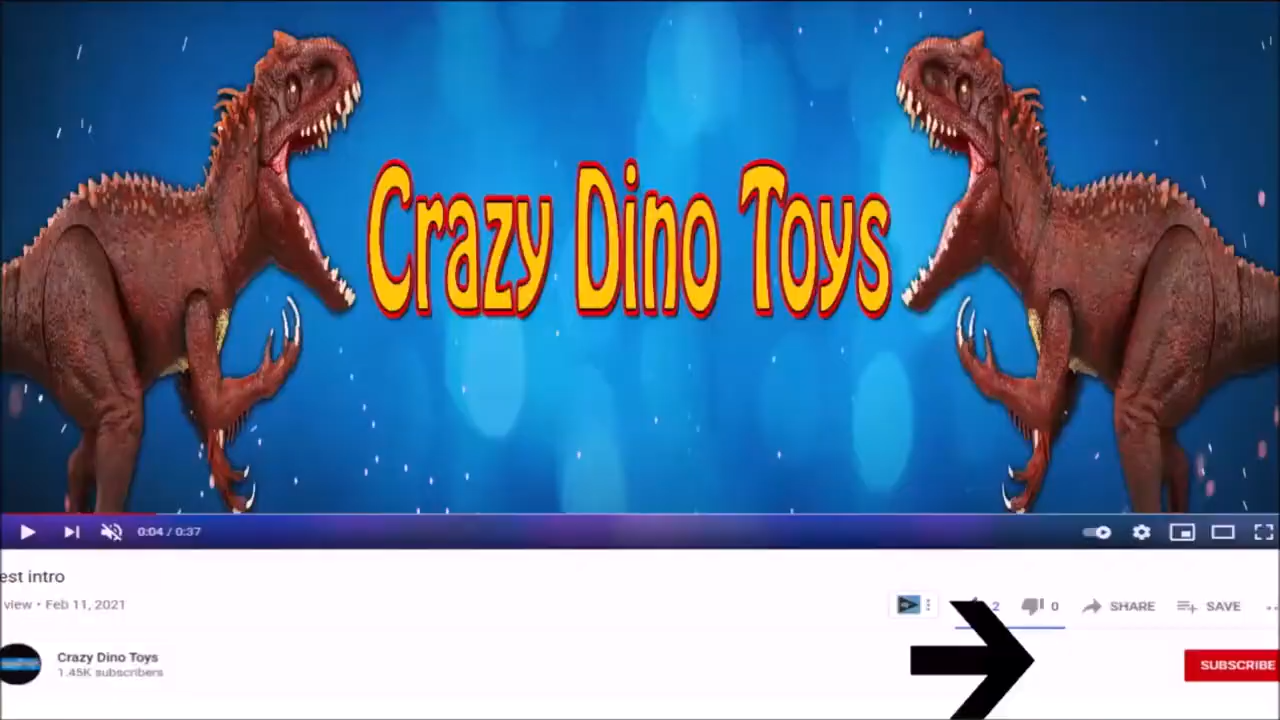 Crazy Dino Toys
0:04 / 0:37
est intro
view • Feb 11, 2021
2 0 SHARE SAVE
Crazy Dino Toys
1.45K subscribers
SUBSCRIBE